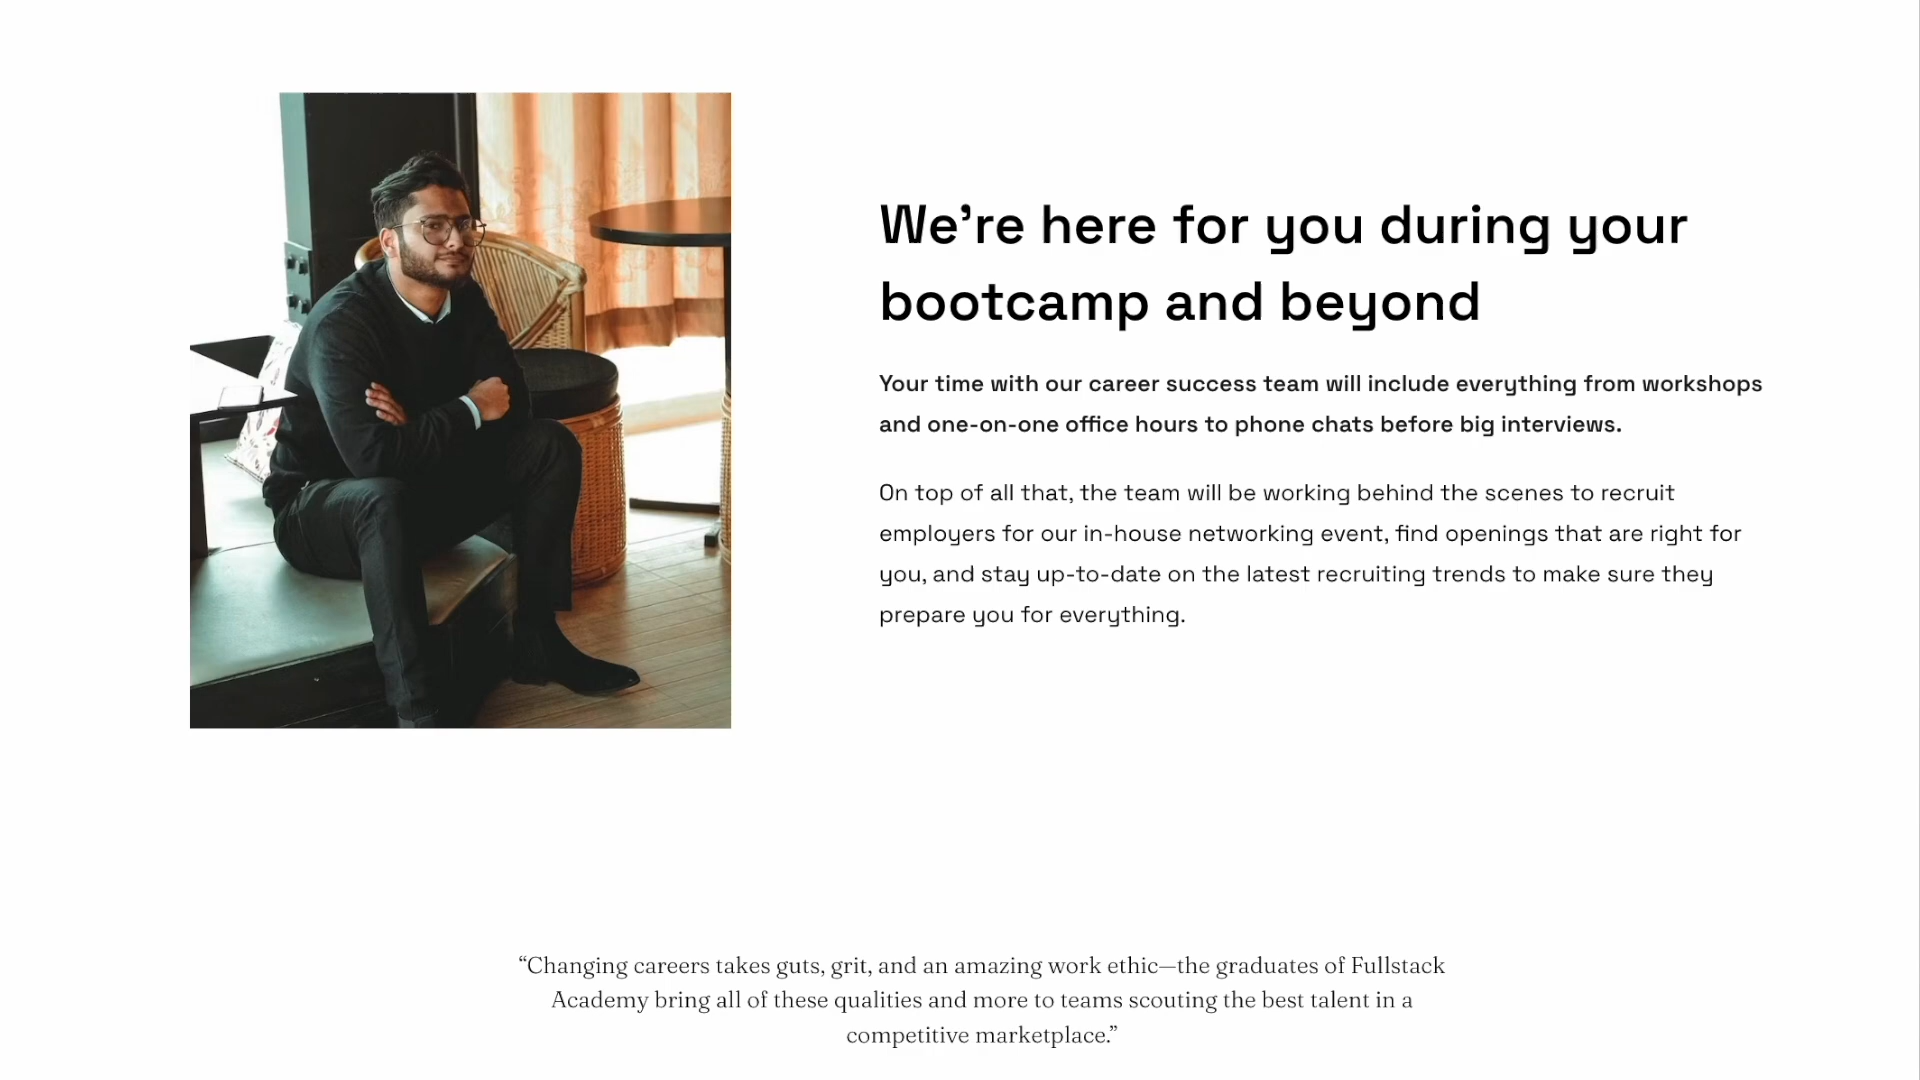 We’re here for you during your
bootcamp and beyond
Your time with our career success team will include everything from workshops
and one-on-one office hours to phone chats before big interviews.
On top of all that, the team will be working behind the scenes to recruit
employers for our in-house networking event, find openings that are right for
you, and stay up-to-date on the latest recruiting trends to make sure they
prepare you for everything.
“Changing careers takes guts, grit, and an amazing work ethic—the graduates of Fullstack
Academy bring all of these qualities and more to teams scouting the best talent in a
competitive marketplace.”